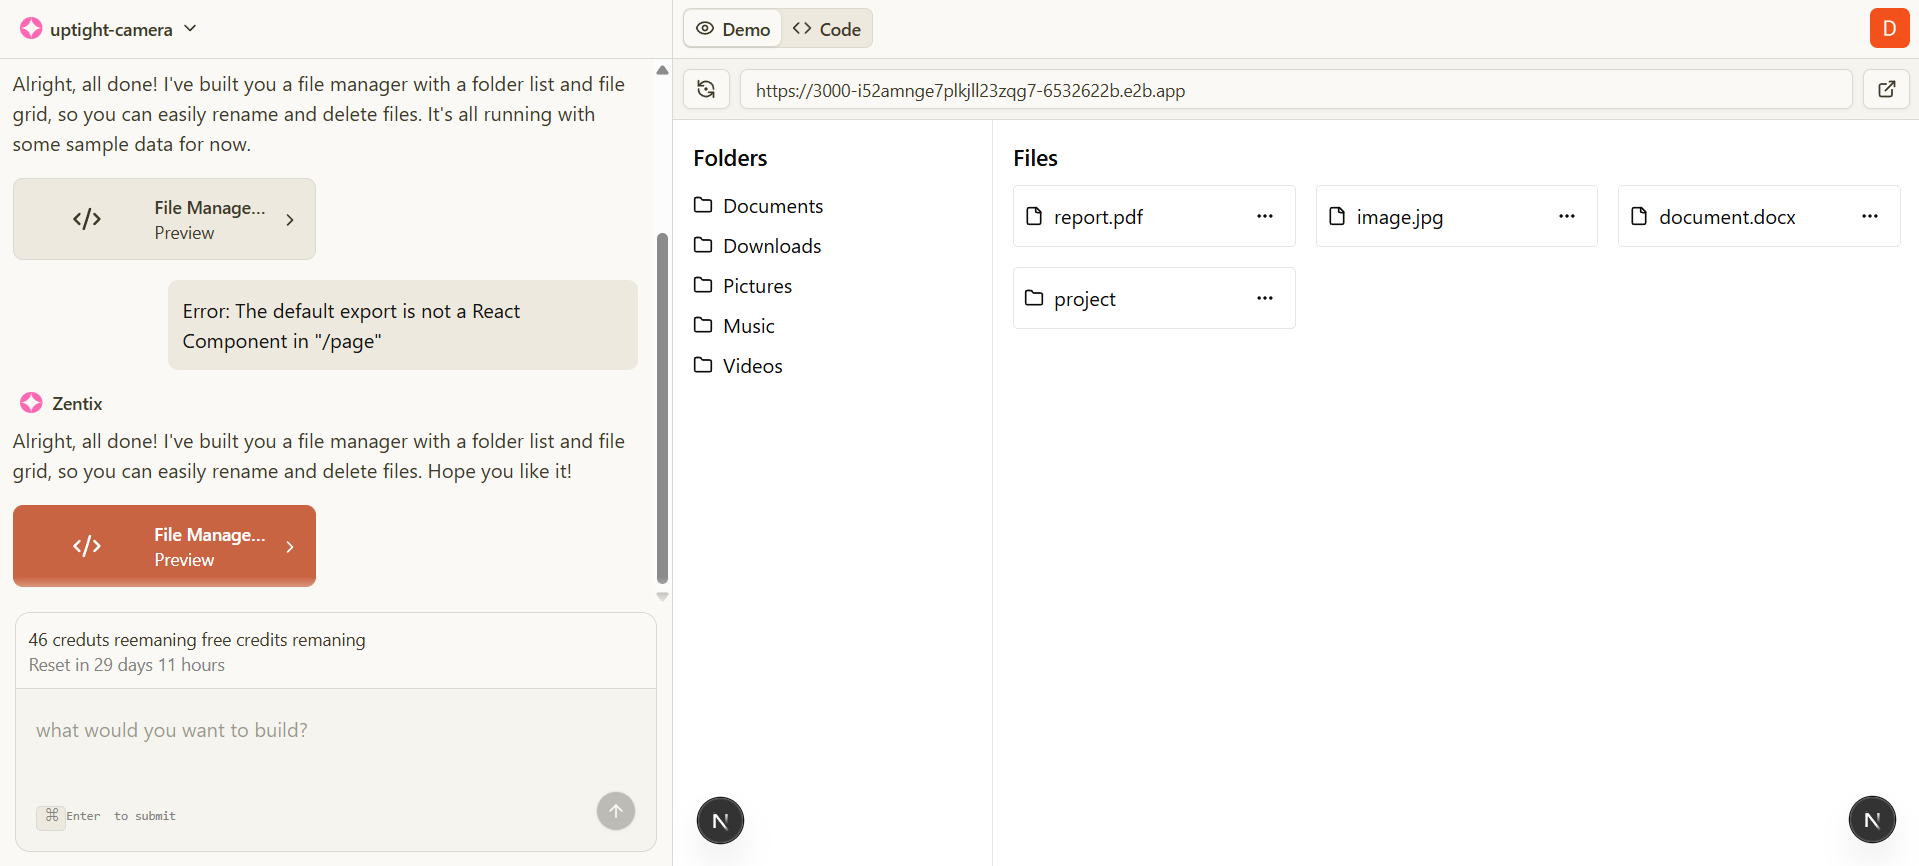 uptight-camera
Alright, all done! I've built you a file manager with a folder list and file
grid, so you can easily rename and delete files. It's all running with
some sample data for now.
</>
File Manage...
Preview
Error: The default export is not a React
Component in "/page"
Zentix
Alright, all done! I've built you a file manager with a folder list and file
grid, so you can easily rename and delete files. Hope you like it!
</>
File Manage...
Preview
46 creduts reemaning free credits remaning
Reset in 29 days 11 hours
what would you want to build?
⌘Enter to submit
Demo
<> Code
D
https://3000-i52amnge7plkjll23zqg7-6532622b.e2b.app
Folders
Documents
Downloads
Pictures
Music
Videos
N
Files
report.pdf
image.jpg
document.docx
project
N